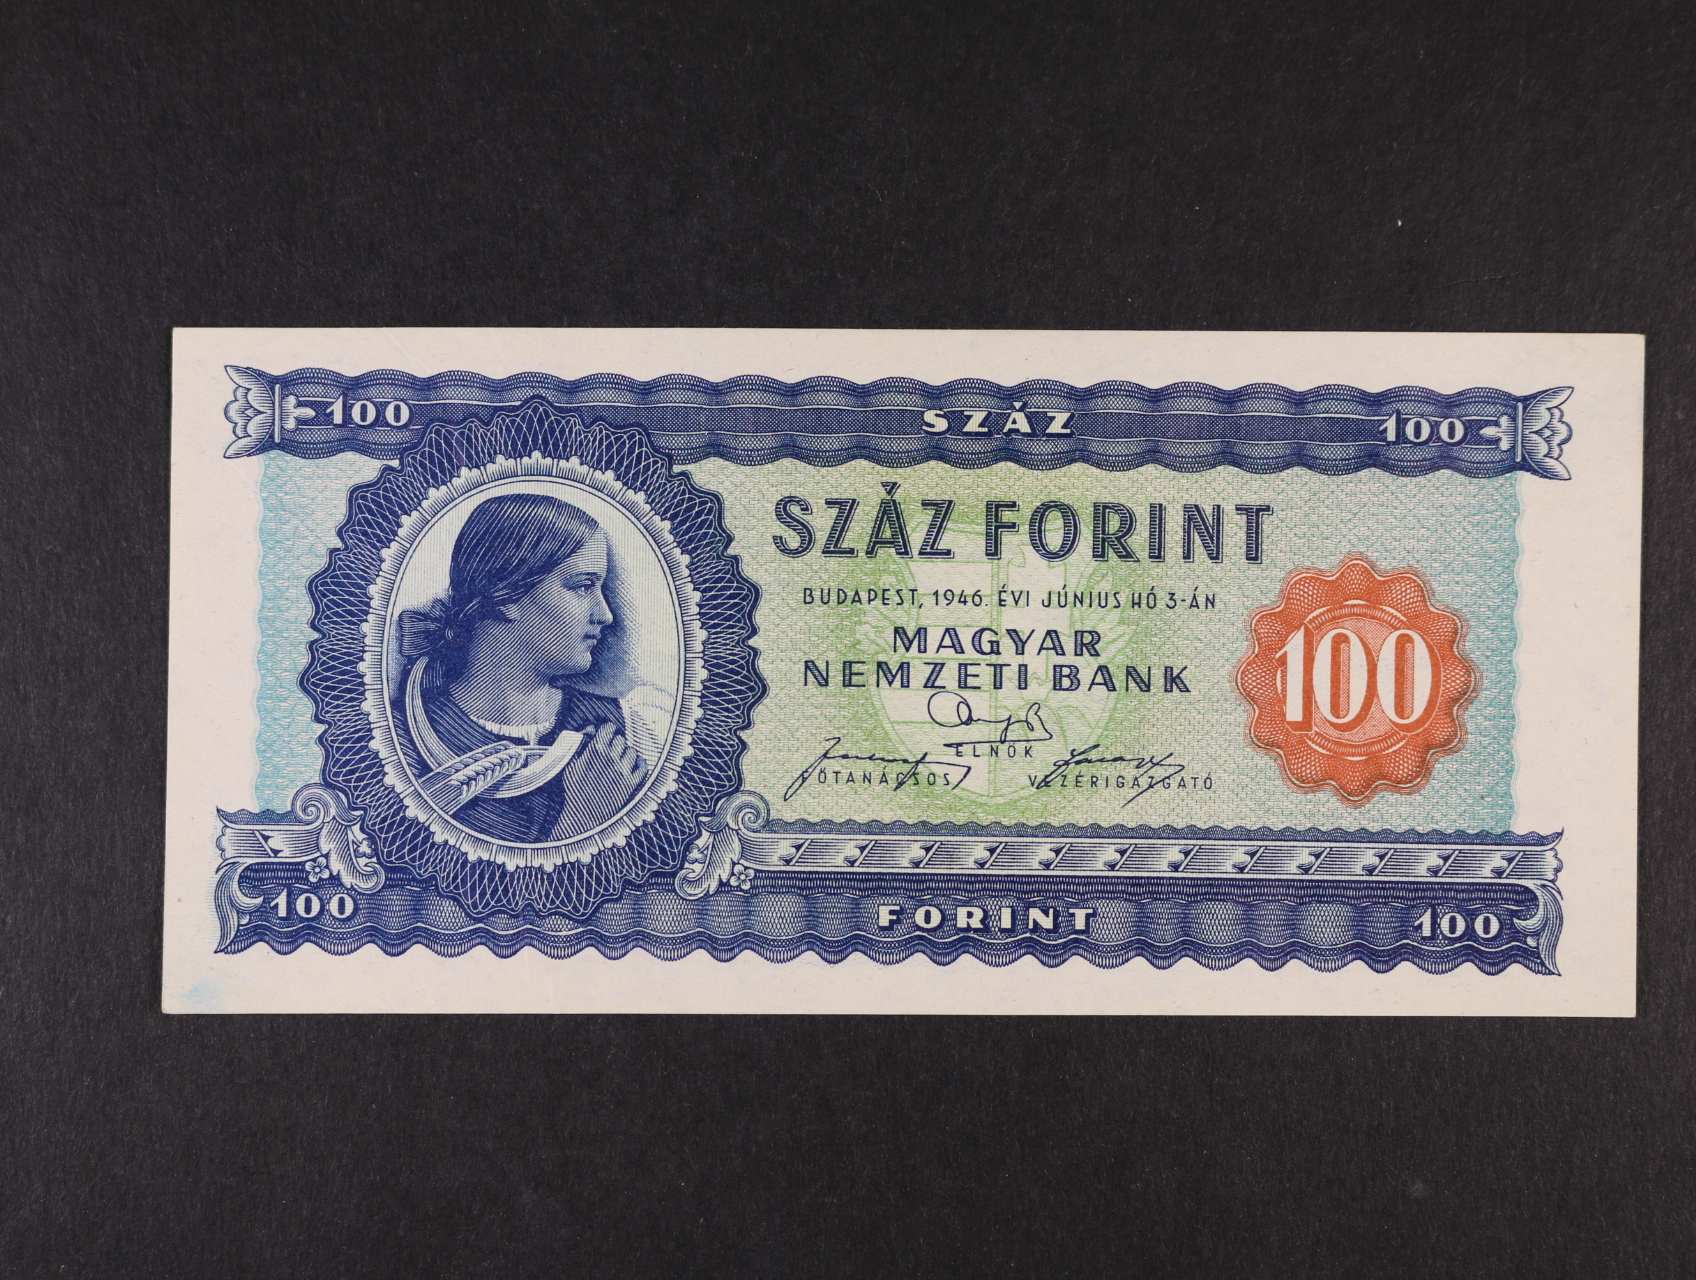 100 SZÁZ 100
SZÁZ FORINT
BUDAPEST, 1946. ÉVI JÚNIUS HÓ 3-ÁN
MAGYAR
NEMZETI BANK
100
ELNÖK
FŐTANÁCSOS VEZÉRIGAZGATÓ
100 FORINT 100